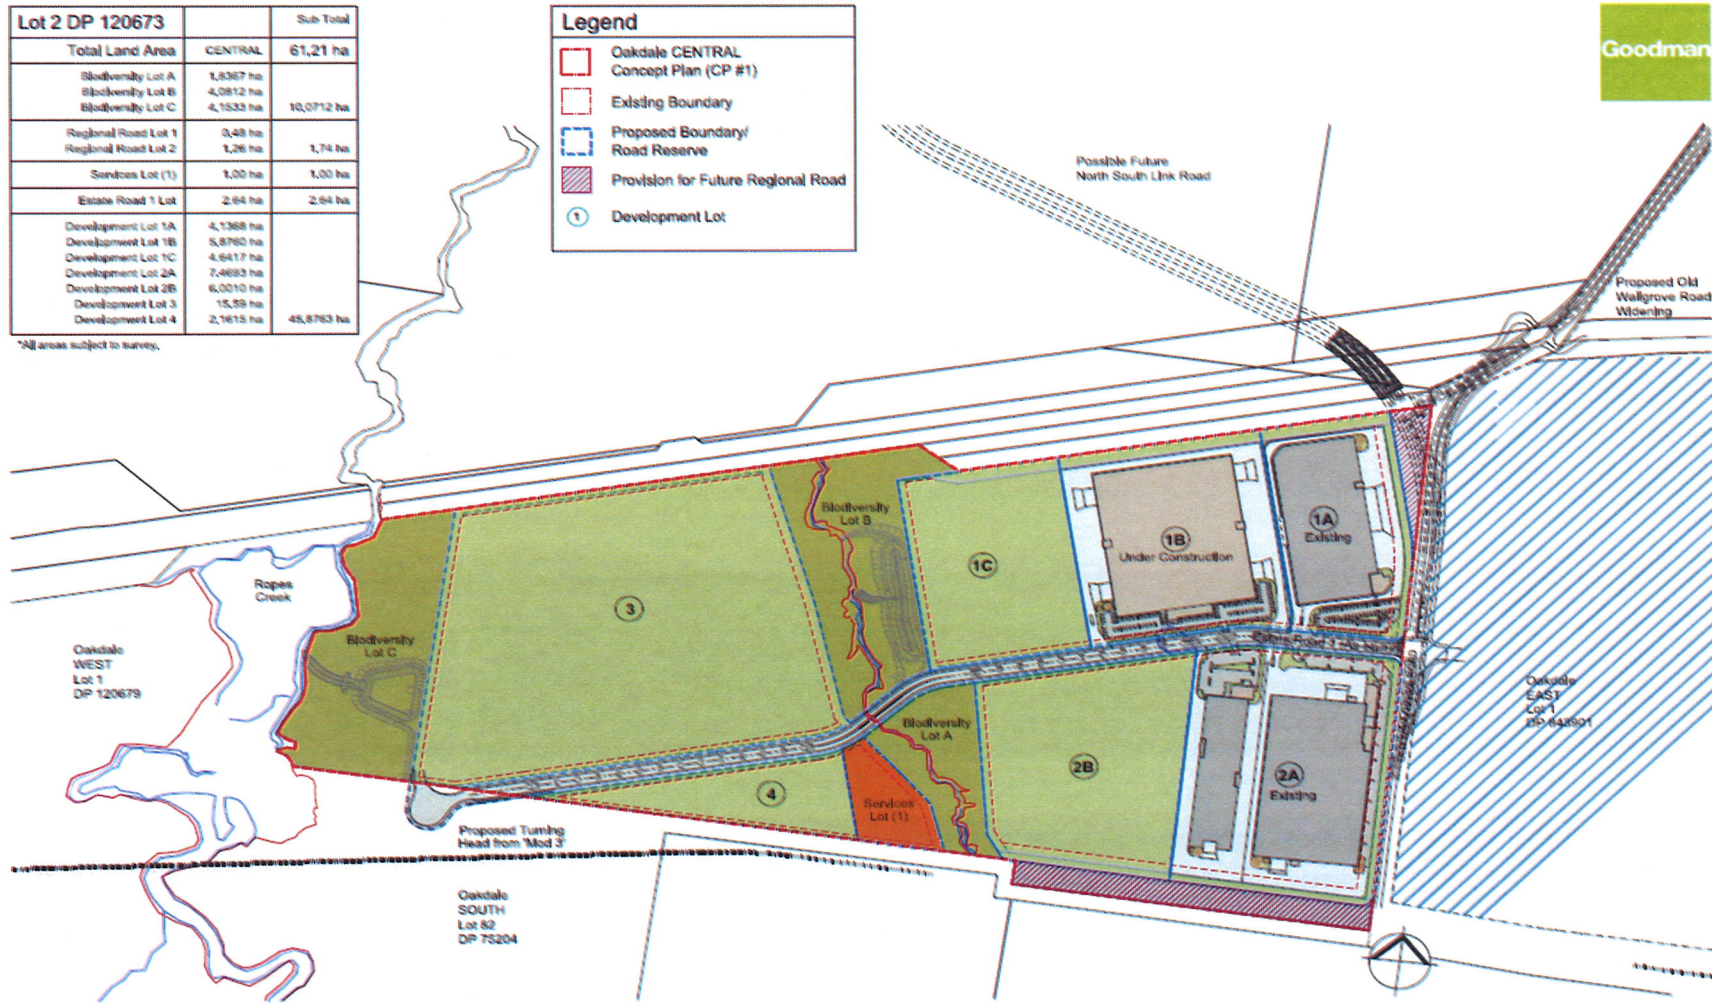 Lot 2 DP 120673 Sub Total
Total Land Area CENTRAL 61,21 ha
Biodiversity Lot A 1,8367 ha
Biodiversity Lot B 4,0812 ha
Biodiversity Lot C 4,1533 ha 10,0712 ha
Regional Road Lot 1 0,48 ha
Regional Road Lot 2 1,26 ha 1,74 ha
Services Lot (1) 1,00 ha 1,00 ha
Estate Road 1 Lot 2,64 ha 2,64 ha
Development Lot 1A 4,1368 ha
Development Lot 1B 5,8760 ha
Development Lot 1C 4,6417 ha
Development Lot 2A 7,4693 ha
Development Lot 2B 6,0010 ha
Development Lot 3 15,59 ha
Development Lot 4 2,1615 ha 45,8763 ha
*All areas subject to survey.
Legend
Oakdale CENTRAL
Concept Plan (CP #1)
Existing Boundary
Proposed Boundary/
Road Reserve
Provision for Future Regional Road
1 Development Lot
Goodman
Possible Future
North South Link Road
Proposed Old
Wallgrove Road
Widening
Biodiversity
Lot B
1C
1B
Under Construction
1A
Existing
Ropes
Creek
3
Biodiversity
Lot C
Oakdale
WEST
Lot 1
DP 120679
Biodiversity
Lot A
Oakdale
EAST
Lot 1
DP 843901
2B
2A
Existing
4
Services
Lot (1)
Proposed Turning
Head from 'Mod 3'
Oakdale
SOUTH
Lot 82
DP 75204